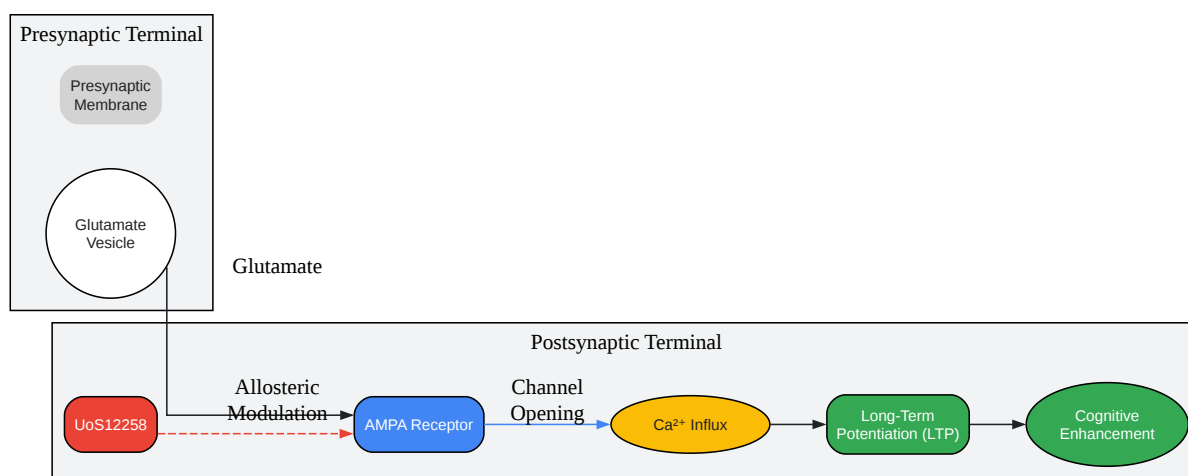 Presynaptic Terminal
Presynaptic
Membrane
Glutamate
Vesicle
Glutamate
Postsynaptic Terminal
UoS12258
Allosteric
Modulation
AMPA Receptor
Channel
Opening
Ca²⁺ Influx
Long-Term
Potentiation (LTP)
Cognitive
Enhancement